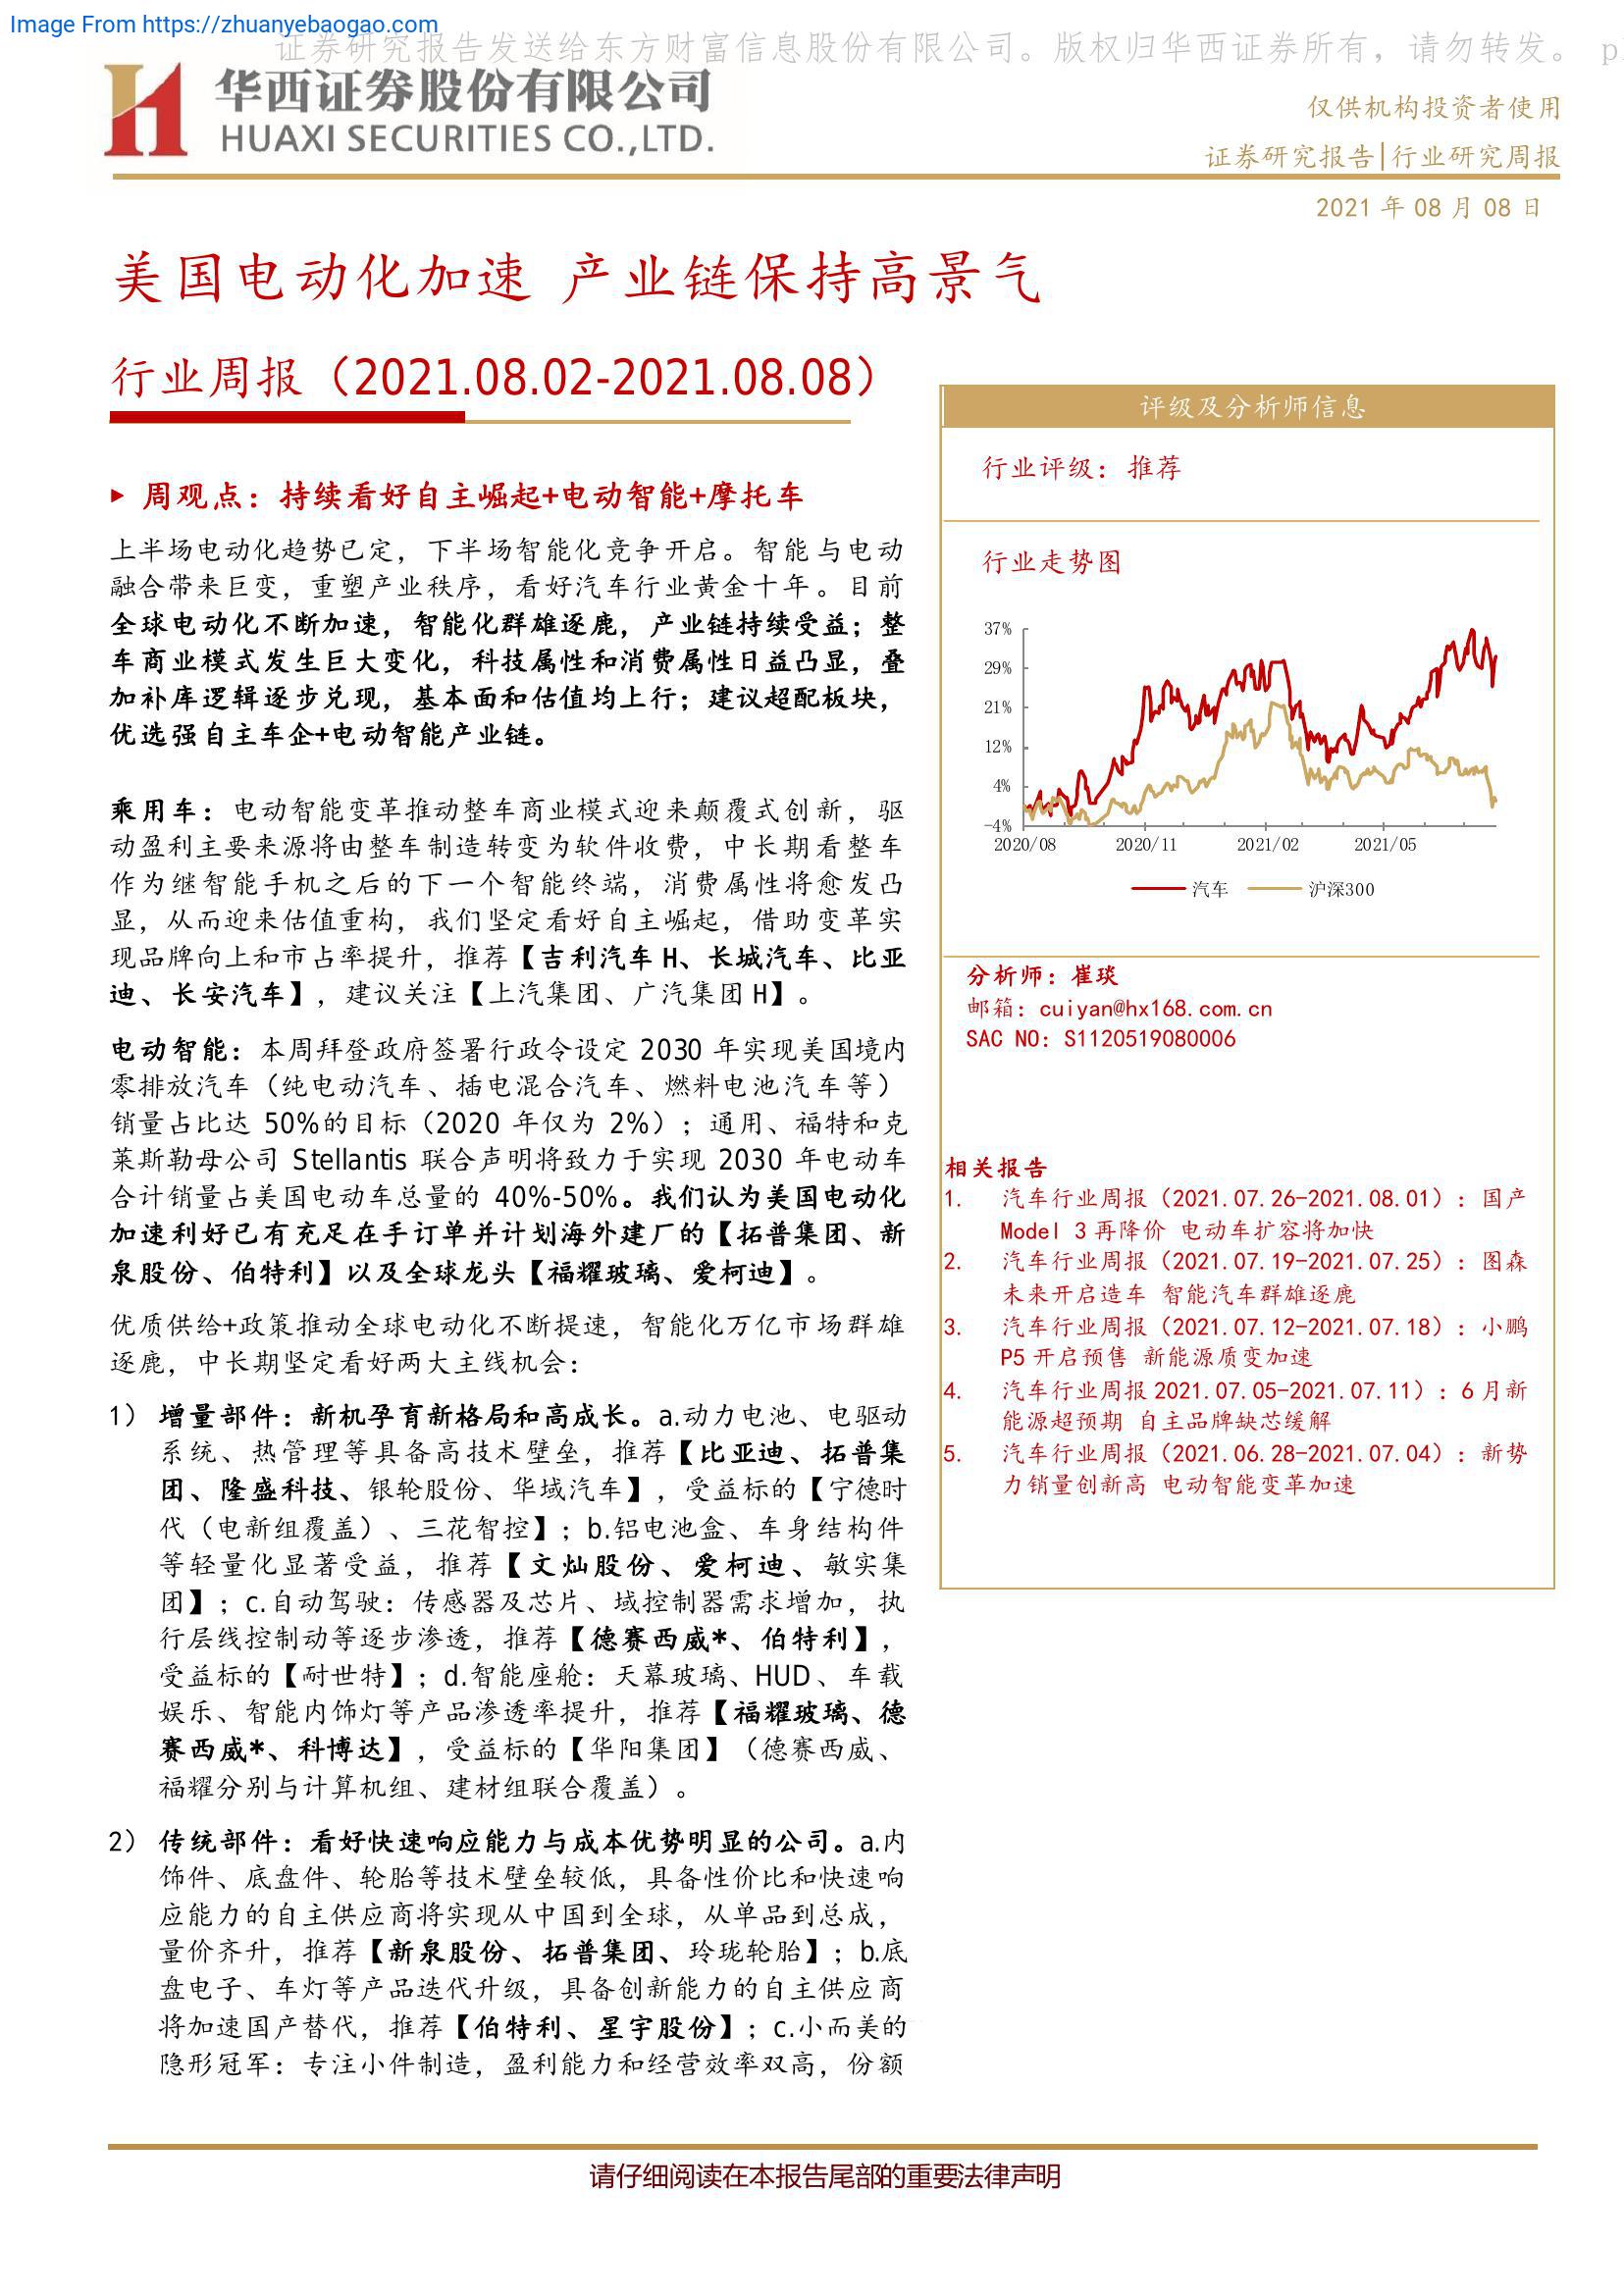 Image From https://zhuanyebaogao.com
证券研究报告发送给东方财富信息股份有限公司。版权归华西证券所有，请勿转发。 p
华西证券股份有限公司
HUAXI SECURITIES CO.,LTD.
仅供机构投资者使用
证券研究报告|行业研究周报
2021 年 08 月 08 日
美国电动化加速 产业链保持高景气
行业周报（2021.08.02-2021.08.08）
周观点：持续看好自主崛起+电动智能+摩托车
上半场电动化趋势已定，下半场智能化竞争开启。智能与电动
融合带来巨变，重塑产业秩序，看好汽车行业黄金十年。目前
全球电动化不断加速，智能化群雄逐鹿，产业链持续受益；整
车商业模式发生巨大变化，科技属性和消费属性日益凸显，叠
加补库逻辑逐步兑现，基本面和估值均上行；建议超配板块，
优选强自主车企+电动智能产业链。
乘用车：电动智能变革推动整车商业模式迎来颠覆式创新，驱
动盈利主要来源将由整车制造转变为软件收费，中长期看整车
作为继智能手机之后的下一个智能终端，消费属性将愈发凸
显，从而迎来估值重构，我们坚定看好自主崛起，借助变革实
现品牌向上和市占率提升，推荐【吉利汽车 H、长城汽车、比亚
迪、长安汽车】，建议关注【上汽集团、广汽集团 H】。
电动智能：本周拜登政府签署行政令设定 2030 年实现美国境内
零排放汽车（纯电动汽车、插电混合汽车、燃料电池汽车等）
销量占比达 50%的目标（2020 年仅为 2%）；通用、福特和克
莱斯勒母公司 Stellantis 联合声明将致力于实现 2030 年电动车
合计销量占美国电动车总量的 40%-50%。我们认为美国电动化
加速利好已有充足在手订单并计划海外建厂的【拓普集团、新
泉股份、伯特利】以及全球龙头【福耀玻璃、爱柯迪】。
优质供给+政策推动全球电动化不断提速，智能化万亿市场群雄
逐鹿，中长期坚定看好两大主线机会：
1） 增量部件：新机孕育新格局和高成长。a.动力电池、电驱动
系统、热管理等具备高技术壁垒，推荐【比亚迪、拓普集
团、隆盛科技、银轮股份、华域汽车】，受益标的【宁德时
代（电新组覆盖）、三花智控】；b.铝电池盒、车身结构件
等轻量化显著受益，推荐【文灿股份、爱柯迪、敏实集
团】；c.自动驾驶：传感器及芯片、域控制器需求增加，执
行层线控制动等逐步渗透，推荐【德赛西威*、伯特利】，
受益标的【耐世特】；d.智能座舱：天幕玻璃、HUD、车载
娱乐、智能内饰灯等产品渗透率提升，推荐【福耀玻璃、德
赛西威*、科博达】，受益标的【华阳集团】（德赛西威、
福耀分别与计算机组、建材组联合覆盖）。
2） 传统部件：看好快速响应能力与成本优势明显的公司。a.内
饰件、底盘件、轮胎等技术壁垒较低，具备性价比和快速响
应能力的自主供应商将实现从中国到全球，从单品到总成，
量价齐升，推荐【新泉股份、拓普集团、玲珑轮胎】；b.底
盘电子、车灯等产品迭代升级，具备创新能力的自主供应商
将加速国产替代，推荐【伯特利、星宇股份】；c.小而美的
隐形冠军：专注小件制造，盈利能力和经营效率双高，份额
评级及分析师信息
行业评级：推荐
行业走势图
37%
29%
21%
12%
4%
-4%
2020/08 2020/11 2021/02 2021/05
汽车 沪深300
分析师：崔琰
邮箱：cuiyan@hx168.com.cn
SAC NO：S1120519080006
相关报告
1. 汽车行业周报（2021.07.26-2021.08.01）：国产
Model 3 再降价 电动车扩容将加快
2. 汽车行业周报（2021.07.19-2021.07.25）：图森
未来开启造车 智能汽车群雄逐鹿
3. 汽车行业周报（2021.07.12-2021.07.18）：小鹏
P5 开启预售 新能源质变加速
4. 汽车行业周报 2021.07.05-2021.07.11）：6 月新
能源超预期 自主品牌缺芯缓解
5. 汽车行业周报（2021.06.28-2021.07.04）：新势
力销量创新高 电动智能变革加速
请仔细阅读在本报告尾部的重要法律声明